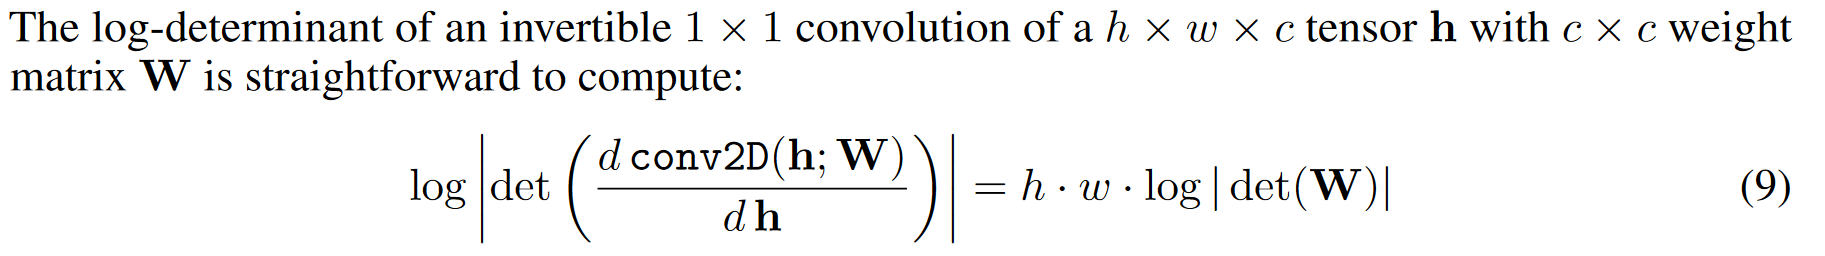 The log-determinant of an invertible 1 × 1 convolution of a h × w × c tensor h with c × c weight
matrix W is straightforward to compute:
log |det ( d conv2D(h; W) / d h )| = h · w · log | det(W)| (9)